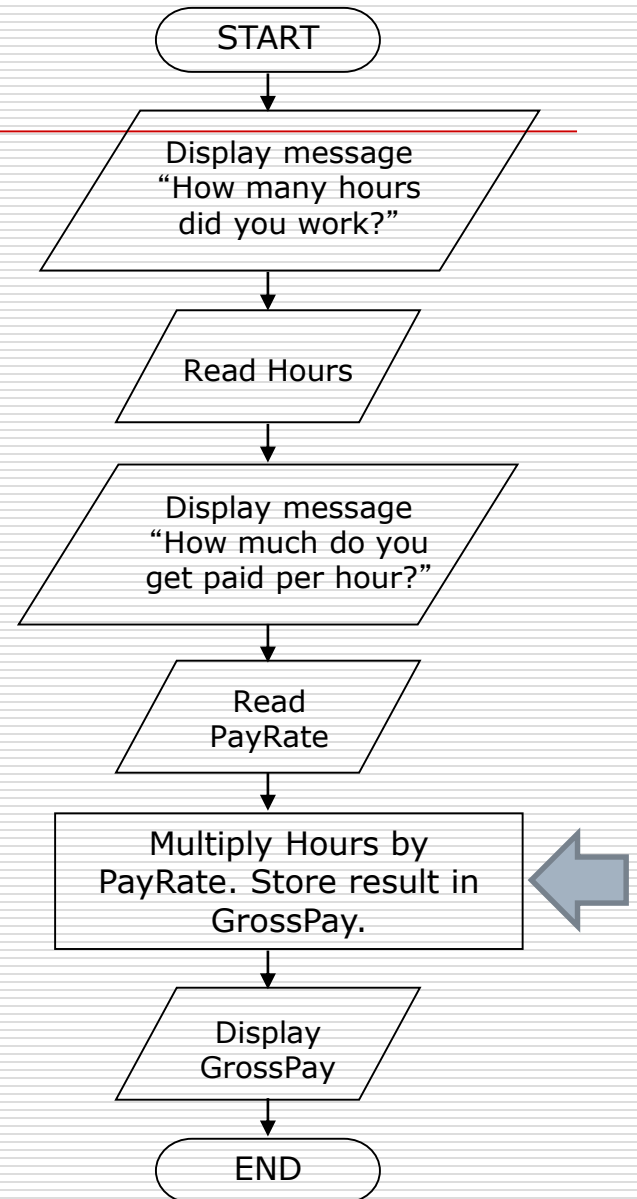 START
Display message
“How many hours
did you work?”
Read Hours
Display message
“How much do you
get paid per hour?”
Read
PayRate
Multiply Hours by
PayRate. Store result in
GrossPay.
Display
GrossPay
END